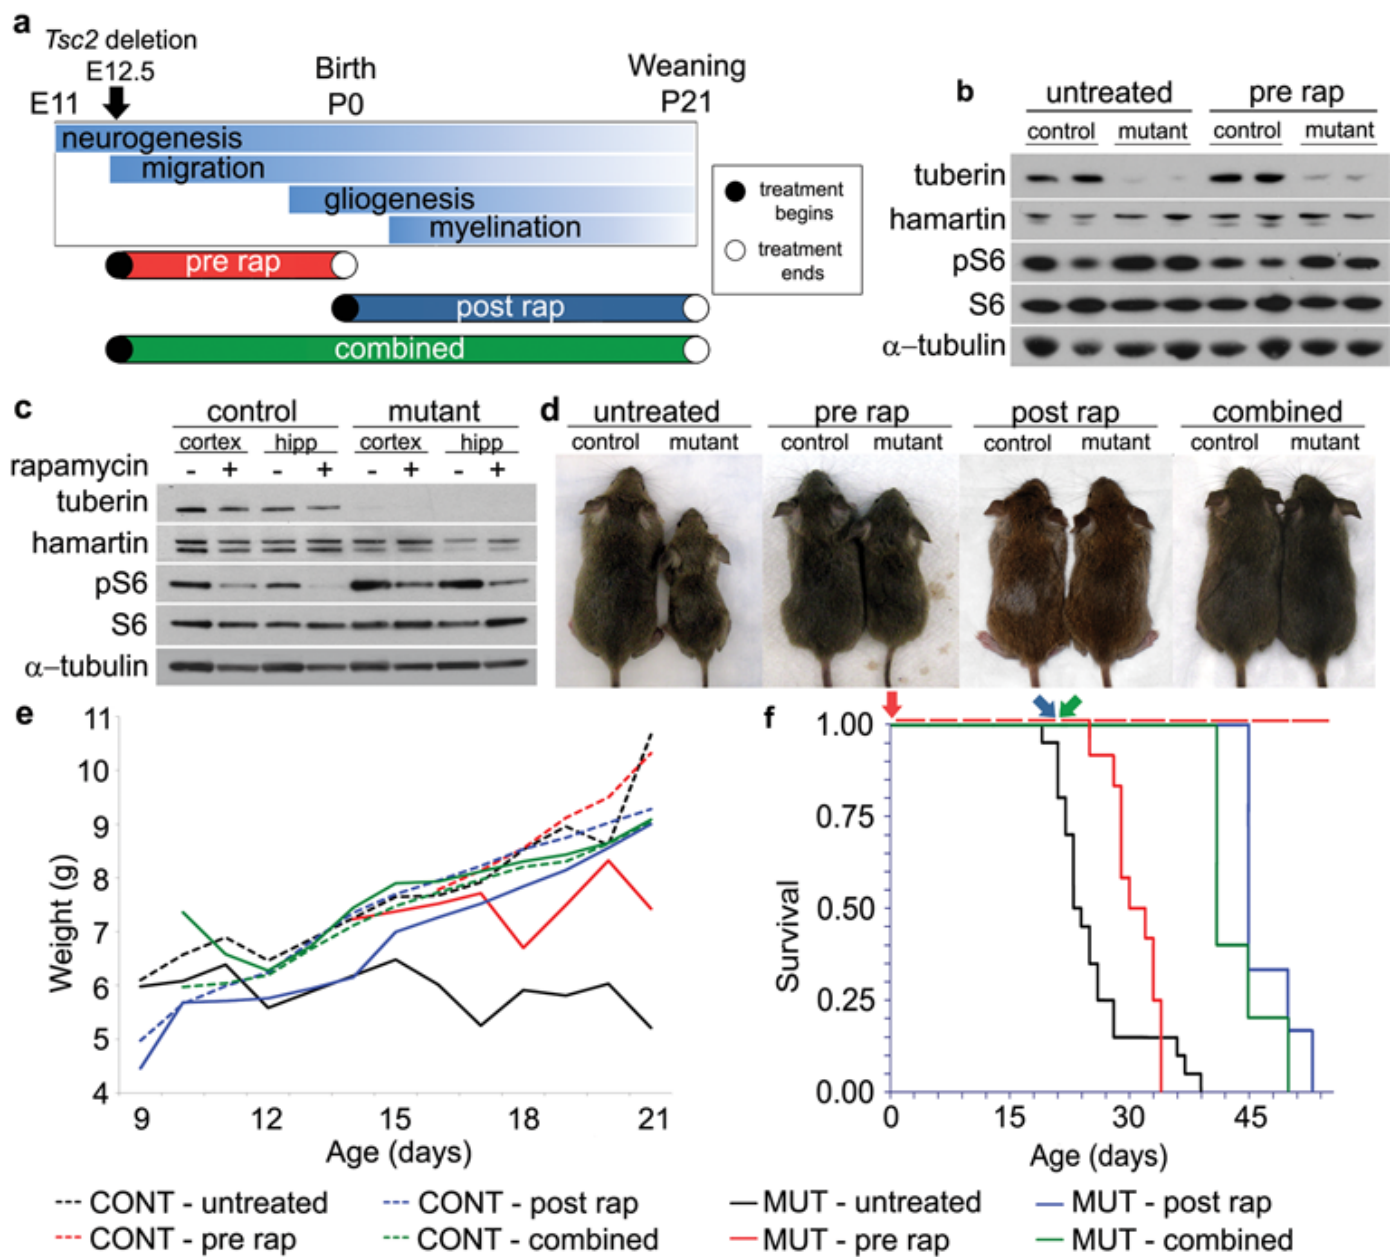 a
Tsc2 deletion
E12.5
Birth
Weaning
E11
P0
P21
neurogenesis
migration
gliogenesis
myelination
pre rap
post rap
combined
treatment
begins
treatment
ends
b
untreated
pre rap
control
mutant
control
mutant
tuberin
hamartin
pS6
S6
α−tubulin
c
control
mutant
cortex
hipp
cortex
hipp
rapamycin
- + - + - + - +
tuberin
hamartin
pS6
S6
α−tubulin
d
untreated
pre rap
post rap
combined
control
mutant
control
mutant
control
mutant
control
mutant
e
11
10
9
8
7
6
5
4
Weight (g)
9 12 15 18 21
Age (days)
f
1.00
0.75
0.50
0.25
0.00
Survival
0 15 30 45
Age (days)
CONT - untreated
CONT - post rap
MUT - untreated
MUT - post rap
CONT - pre rap
CONT - combined
MUT - pre rap
MUT - combined